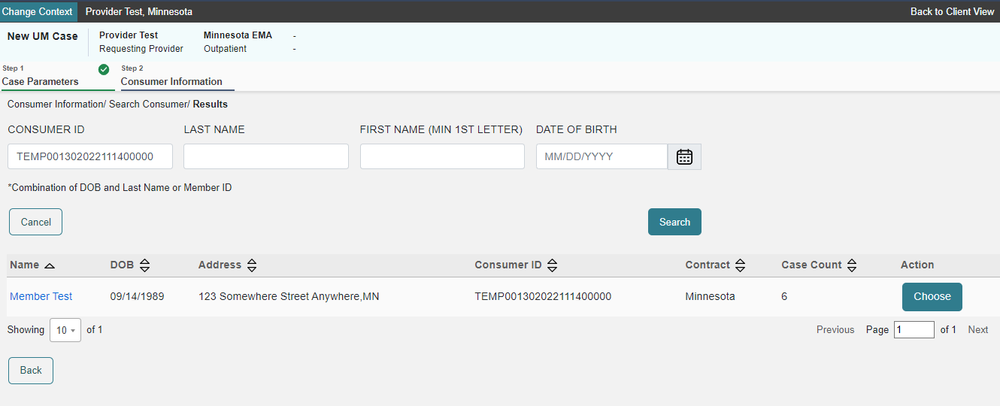 Change Context Provider Test, Minnesota Back to Client View
New UM Case Provider Test Minnesota EMA -
Requesting Provider Outpatient -
Step 1 Step 2
Case Parameters Consumer Information
Consumer Information/ Search Consumer/ Results
CONSUMER ID LAST NAME FIRST NAME (MIN 1ST LETTER) DATE OF BIRTH
TEMP001302022111400000 MM/DD/YYYY
*Combination of DOB and Last Name or Member ID
Cancel Search
Name DOB Address Consumer ID Contract Case Count Action
Member Test 09/14/1989 123 Somewhere Street Anywhere,MN TEMP001302022111400000 Minnesota 6 Choose
Showing 10 of 1 Previous Page 1 of 1 Next
Back